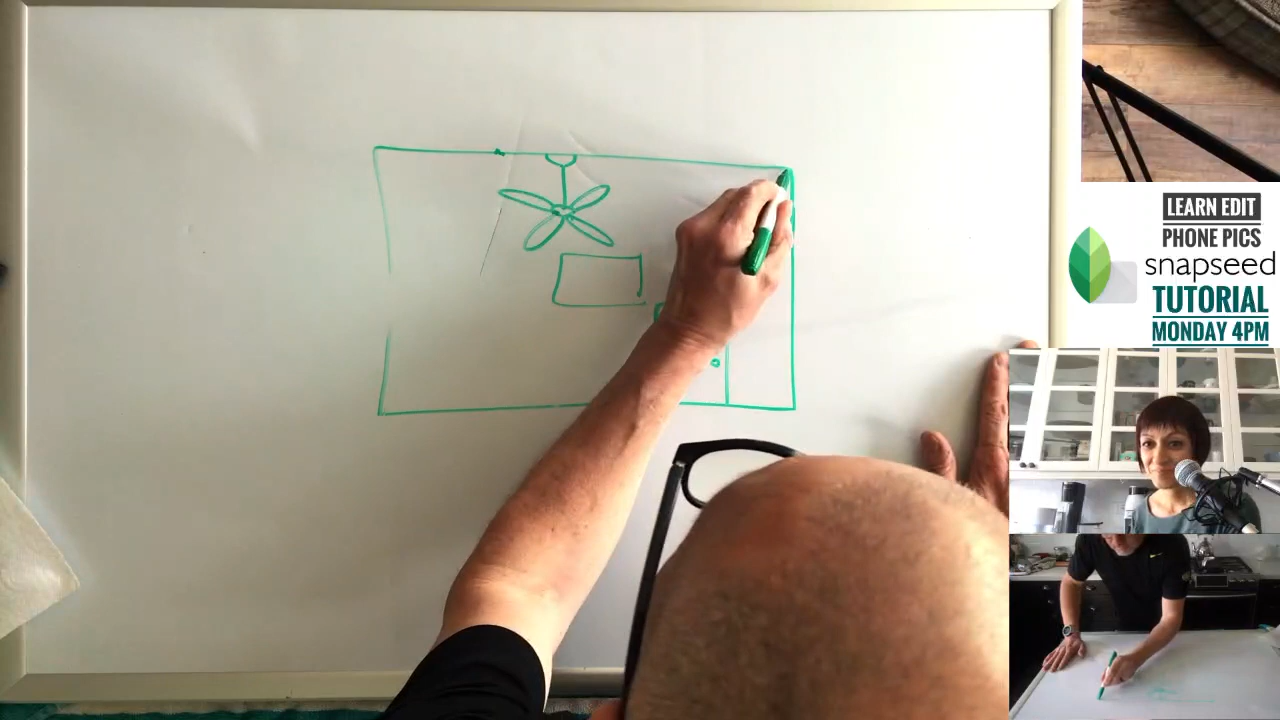 LEARN EDIT
PHONE PICS
snapseed
TUTORIAL
MONDAY 4PM